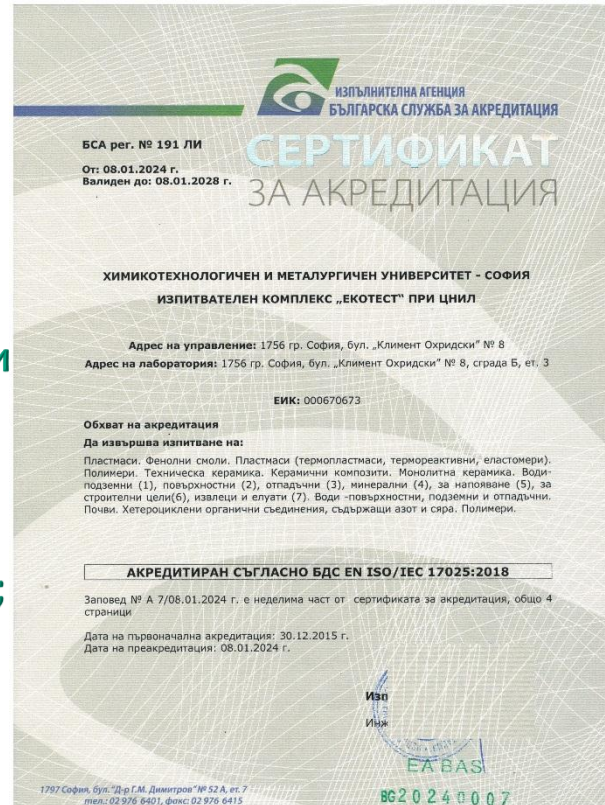 ИЗПЪЛНИТЕЛНА АГЕНЦИЯ
БЪЛГАРСКА СЛУЖБА ЗА АКРЕДИТАЦИЯ
СЕРТИФИКАТ
ЗА АКРЕДИТАЦИЯ
БСА рег. № 191 ЛИ
От: 08.01.2024 г.
Валиден до: 08.01.2028 г.
ХИМИКОТЕХНОЛОГИЧЕН И МЕТАЛУРГИЧЕН УНИВЕРСИТЕТ - СОФИЯ
ИЗПИТВАТЕЛЕН КОМПЛЕКС „ЕКОТЕСТ“ ПРИ ЦНИЛ
и
Адрес на управление: 1756 гр. София, бул. „Климент Охридски“ № 8
Адрес на лаборатория: 1756 гр. София, бул. „Климент Охридски“ № 8, сграда Б, ет. 3
ЕИК: 000670673
Обхват на акредитация
Да извършва изпитване на:
Пластмаси. Фенолни смоли. Пластмаси (термопластмаси, термореактивни, еластомери).
Полимери. Техническа керамика. Керамични композити. Монолитна керамика. Води-
подземни (1), повърхностни (2), отпадъчни (3), минерални (4), за напояване (5), за
строителни цели(6), извлеци и елуати (7). Води -повърхностни, подземни и отпадъчни.
Почви. Хетероциклени органични съединения, съдържащи азот и сяра. Полимери.
АКРЕДИТИРАН СЪГЛАСНО БДС EN ISO/IEC 17025:2018
;
Заповед № А 7/08.01.2024 г. е неделима част от сертификата за акредитация, общо 4
страници
Дата на първоначална акредитация: 30.12.2015 г.
Дата на преакредитация: 08.01.2024 г.
Изп
Инж
EA BAS
BG20240007
1797 София, бул. "Д-р Г.М. Димитров" № 52 А, ет. 7
тел.: 02 976 6401, факс: 02 976 6415